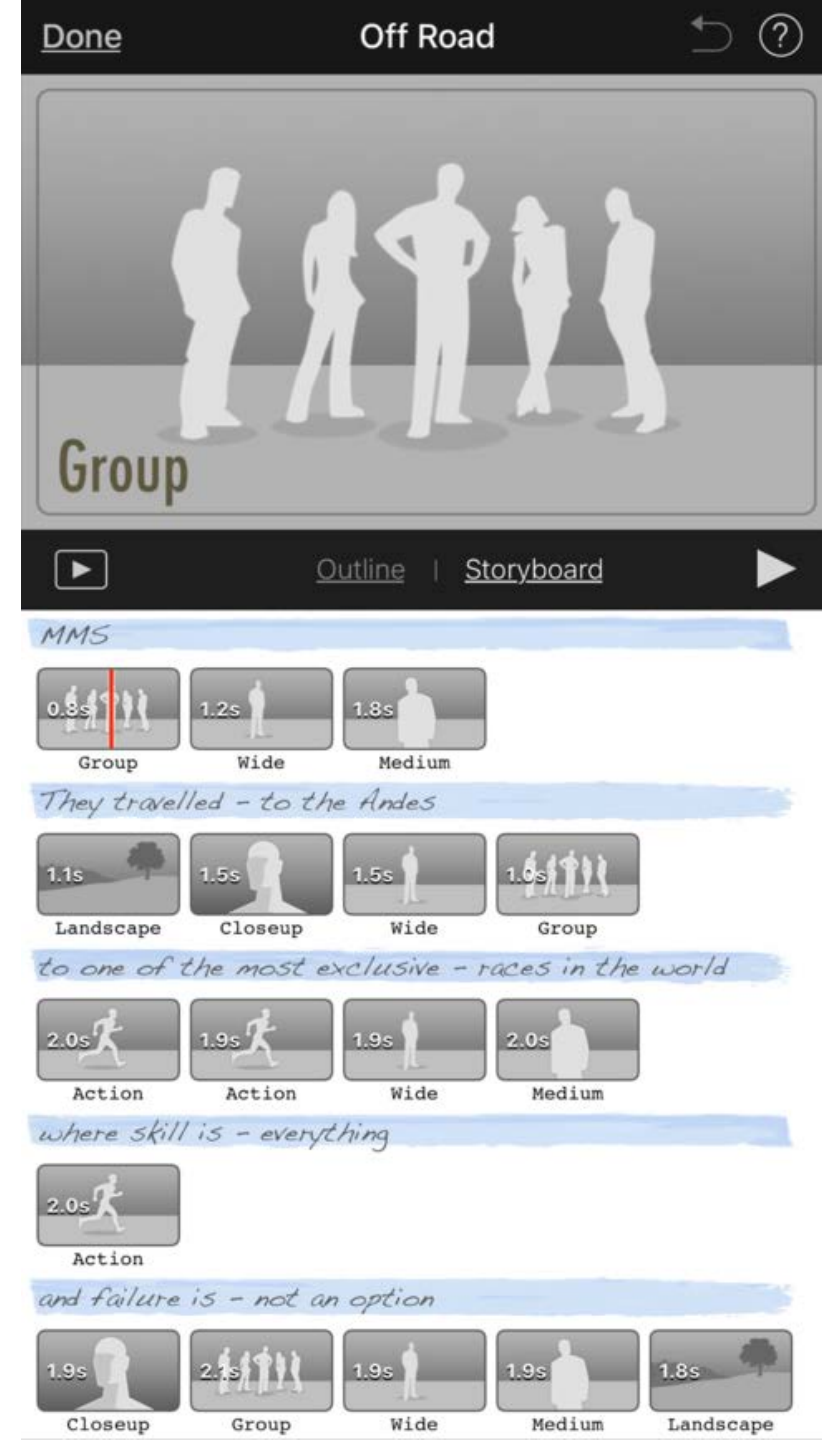 Done Off Road ?
Group
Outline | Storyboard
MMS
0.8s 1.2s 1.8s
Group Wide Medium
They travelled - to the Andes
1.1s 1.5s 1.5s 1.0s
Landscape Closeup Wide Group
to one of the most exclusive - races in the world
2.0s 1.9s 1.9s 2.0s
Action Action Wide Medium
where skill is - everything
2.0s
Action
and failure is - not an option
1.9s 2.1s 1.9s 1.9s 1.8s
Closeup Group Wide Medium Landscape